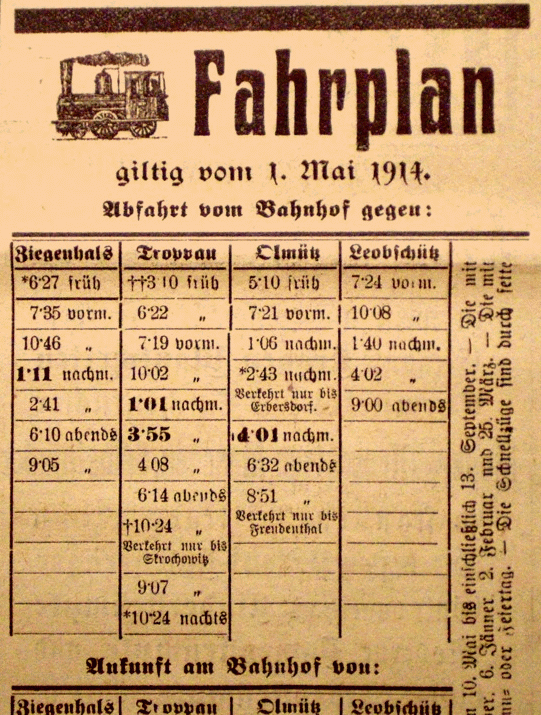 Fahrplan
giltig vom 1. Mai 1914.
Abfahrt vom Bahnhof gegen:
Ziegenhals Troppau Olmütz Leobschütz
*6·27 früh ††3 10 früh 5·10 früh 7·24 vorm.
7·35 vorm. 6·22 „ 7·21 vorm. 10·08 „
10·46 „ 7·19 vorm. 1·06 nachm. 1·40 nachm.
1·11 nachm. 10·02 „ *2·43 nachm. 4·02 „
Verkehrt nur bis
Erbersdorf.
2·41 „ 1·01 nachm. 9·00 abends
6·10 abends 3·55 „ 4·01 nachm.
9·05 „ 4 08 „ 6·32 abends
6·14 abends 8·51 „
Verkehrt nur bis
Freudenthal
†10·24 „
Verkehrt nur bis
Skrochowitz
9·07 „
*10·24 nachts
Ankunft am Bahnhof von:
Ziegenhals Troppau Olmütz Leobschütz
10. Mai bis einschließlich 13. September. — Die mit
6. Jänner, 2. Februar und 25. März. — Die mit
oder Feiertag. — Die Schnellzüge sind durch fette